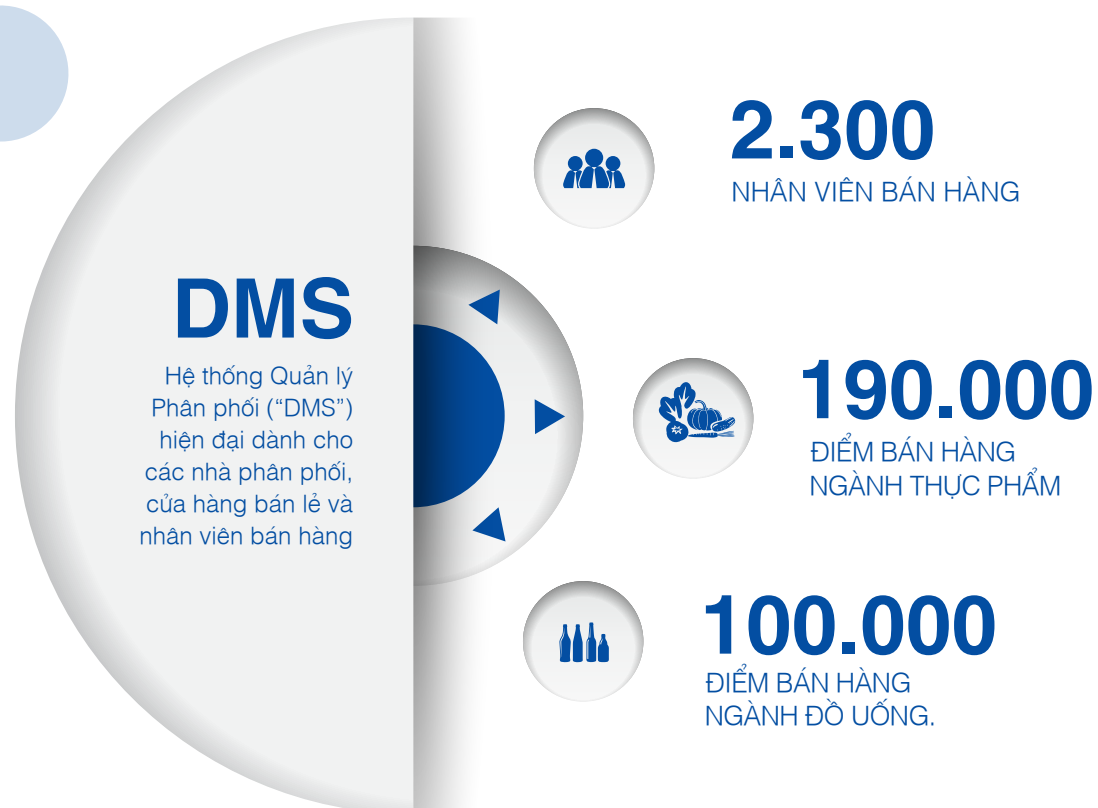 DMS
Hệ thống Quản lý
Phân phối (“DMS”)
hiện đại dành cho
các nhà phân phối,
cửa hàng bán lẻ và
nhân viên bán hàng
2.300
NHÂN VIÊN BÁN HÀNG
190.000
ĐIỂM BÁN HÀNG
NGÀNH THỰC PHẨM
100.000
ĐIỂM BÁN HÀNG
NGÀNH ĐỒ UỐNG.